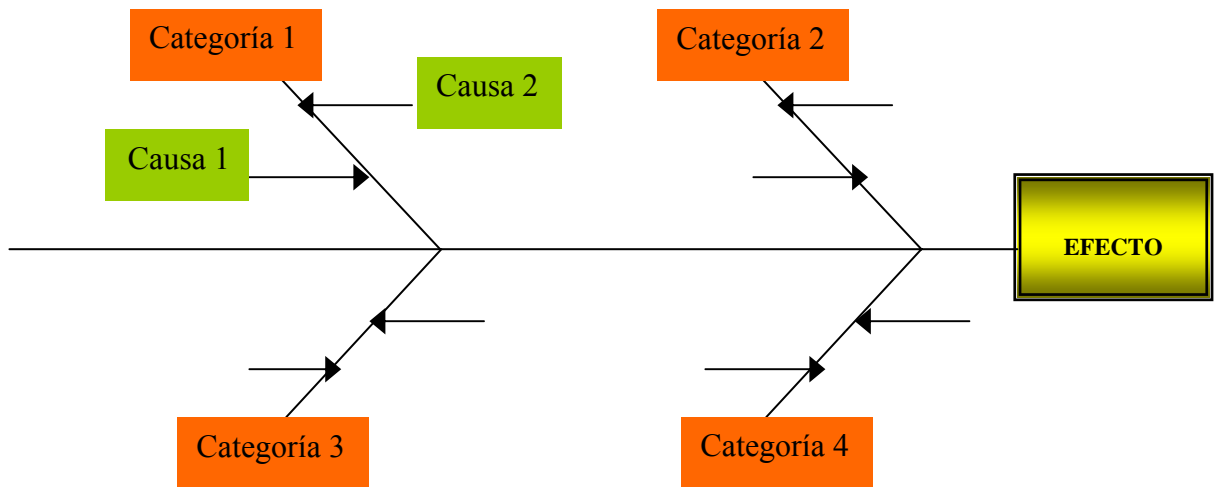 Categoría 1
Categoría 2
Causa 2
Causa 1
EFECTO
Categoría 3
Categoría 4